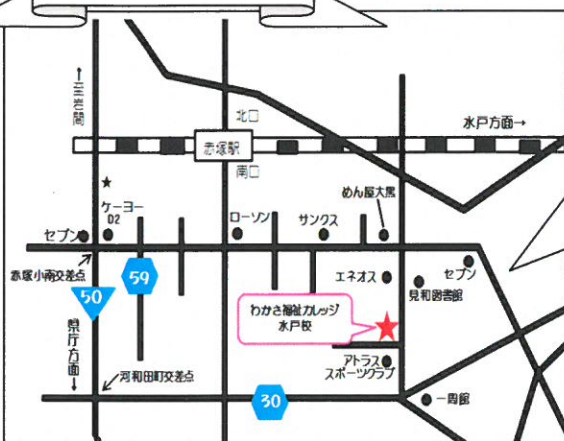 ←至岩間
北口
水戸方面→
赤塚駅
南口
めん屋大黒
ケーヨー
D2
ローソン
サンクス
セブン
赤塚小南交差点
59
エネオス
セブン
50
見和図書館
わかさ福祉カレッジ
水戸校
県庁方面→
アトラス
スポーツクラブ
河和田町交差点
30
一周館